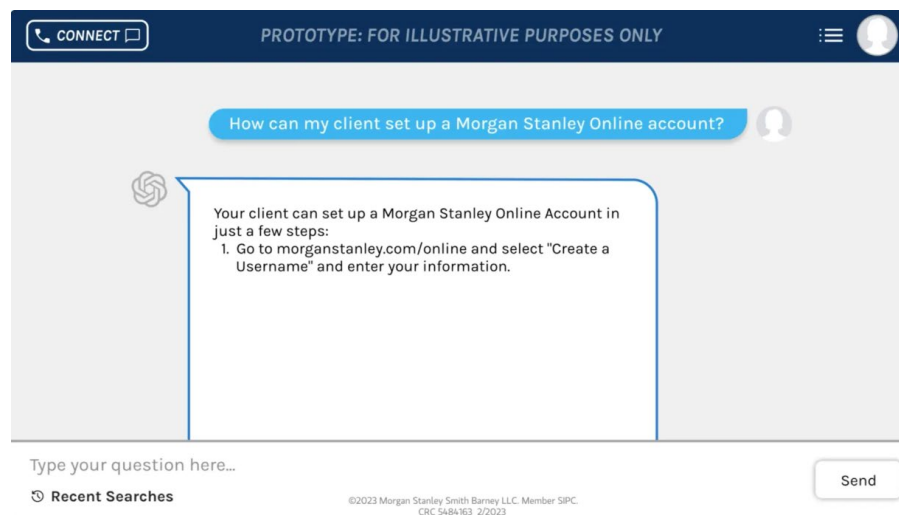 CONNECT
PROTOTYPE: FOR ILLUSTRATIVE PURPOSES ONLY
How can my client set up a Morgan Stanley Online account?
Your client can set up a Morgan Stanley Online Account in
just a few steps:
1. Go to morganstanley.com/online and select "Create a
Username" and enter your information.
Type your question here...
Send
Recent Searches
©2023 Morgan Stanley Smith Barney LLC. Member SIPC.
CRC 5484163 2/2023